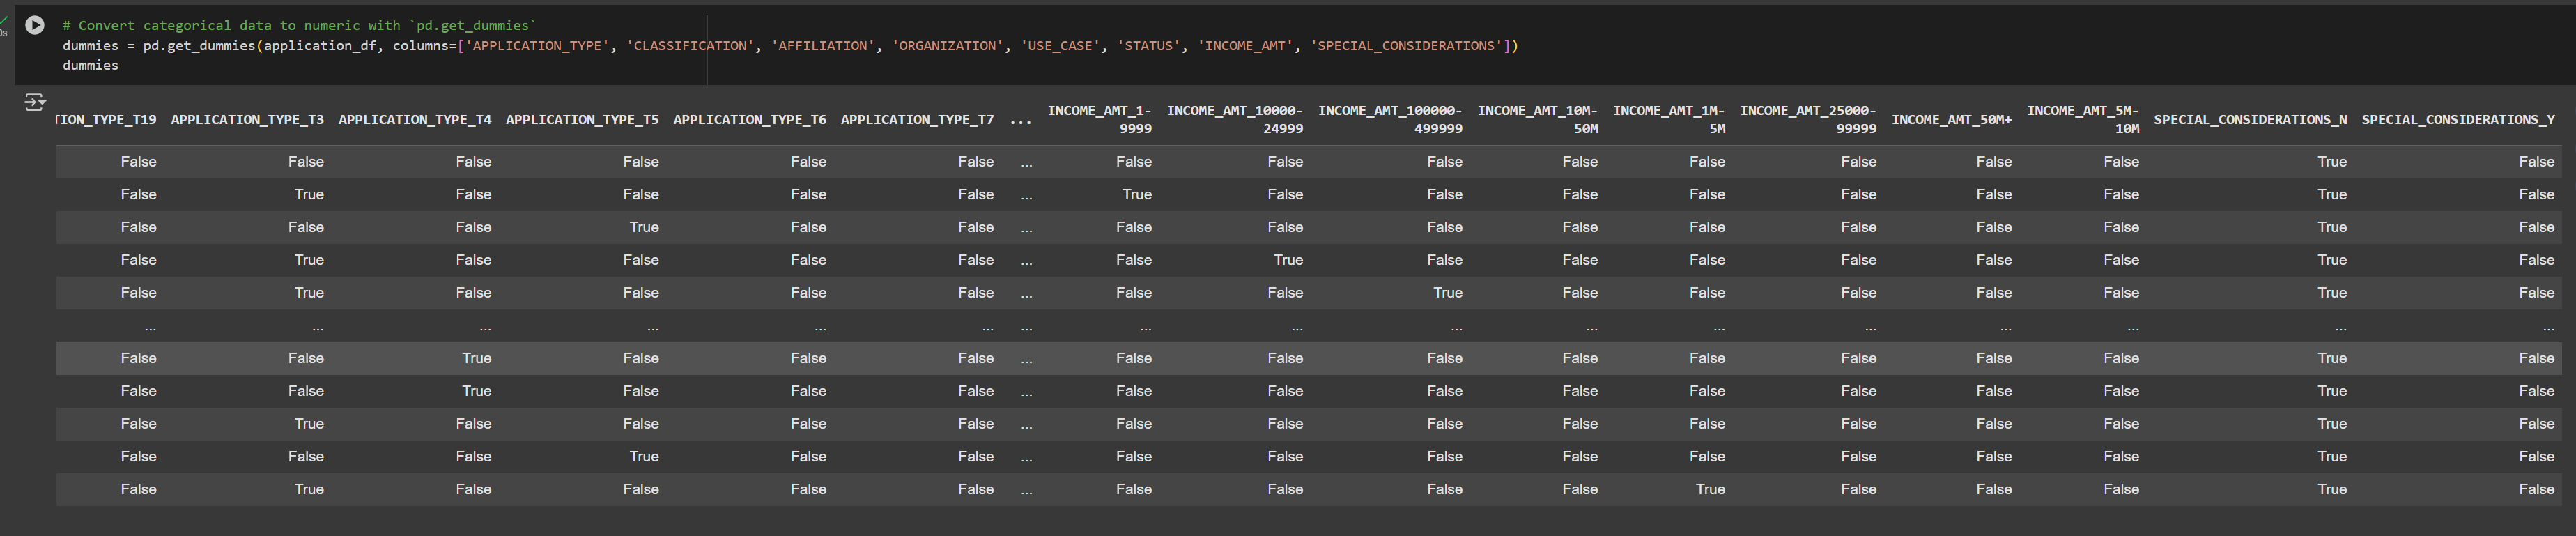 # Convert categorical data to numeric with `pd.get_dummies`
dummies = pd.get_dummies(application_df, columns=['APPLICATION_TYPE', 'CLASSIFICATION', 'AFFILIATION', 'ORGANIZATION', 'USE_CASE', 'STATUS', 'INCOME_AMT', 'SPECIAL_CONSIDERATIONS'])
dummies
TION_TYPE_T19 APPLICATION_TYPE_T3 APPLICATION_TYPE_T4 APPLICATION_TYPE_T5 APPLICATION_TYPE_T6 APPLICATION_TYPE_T7 ... INCOME_AMT_1-9999 INCOME_AMT_10000-24999 INCOME_AMT_100000-499999 INCOME_AMT_10M-50M INCOME_AMT_1M-5M INCOME_AMT_25000-99999 INCOME_AMT_50M+ INCOME_AMT_5M-10M SPECIAL_CONSIDERATIONS_N SPECIAL_CONSIDERATIONS_Y
False False False False False False ... False False False False False False False False True False
False True False False False False ... True False False False False False False False True False
False False False True False False ... False False False False False False False False True False
False True False False False False ... False True False False False False False False True False
False True False False False False ... False False True False False False False False True False
... ... ... ... ... ... ... ... ... ... ... ... ... ... ... ... ...
False False True False False False ... False False False False False False False False True False
False False True False False False ... False False False False False False False False True False
False True False False False False ... False False False False False False False False True False
False False False True False False ... False False False False False False False False True False
False True False False False False ... False False False False True False False False True False